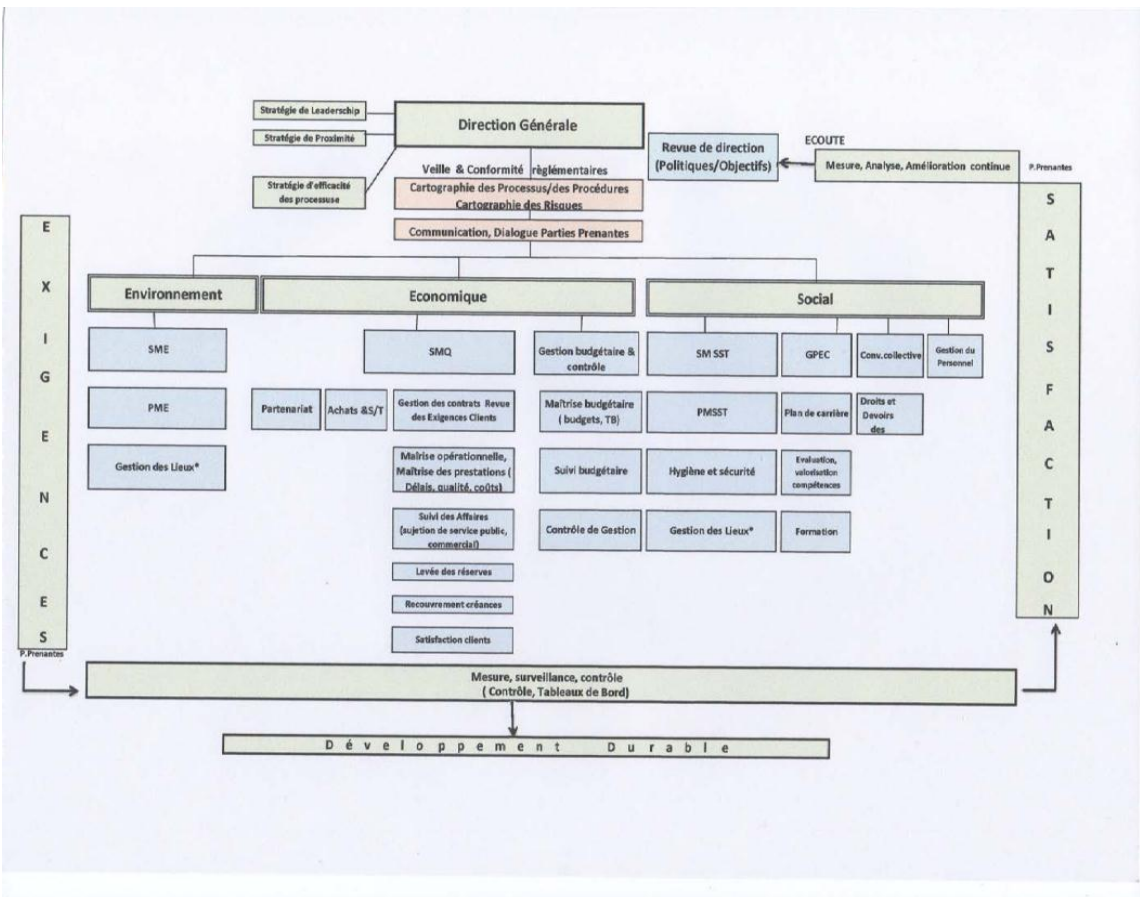 Stratégie de Leaderschip
Direction Générale
Stratégie de Proximité
ECOUTE
Revue de direction
(Politiques/Objectifs)
Mesure, Analyse, Amélioration continue
P.Prenantes
Veille & Conformité règlémentaires
Stratégie d'efficacité
des processuse
Cartographie des Processus/des Procédures
Cartographie des Risques
Communication, Dialogue Parties Prenantes
EXIGENCES
SATISFACTION
Environnement
Economique
Social
SME
SMQ
Gestion budgétaire &
contrôle
SM SST
GPEC
Conv.collective
Gestion du
Personnel
PME
Partenariat
Achats &S/T
Gestion des contrats Revue
des Exigences Clients
Maîtrise budgétaire
( budgets, TB)
PMSST
Plan de carrière
Droits et
Devoirs
des
Gestion des Lieux*
Maîrise opérationnelle,
Maîtrise des prestations (
Délais, qualité, coûts)
Suivi budgétaire
Hygiène et sécurité
Evaluation,
valorisation
compétences
Suivi des Affaires
(sujetion de service public,
commercial)
Contrôle de Gestion
Gestion des Lieux*
Formation
Levée des réserves
Recouvrement créances
Satisfaction clients
P.Prenantes
Mesure, surveillance, contrôle
( Contrôle, Tableaux de Bord)
Développement Durable